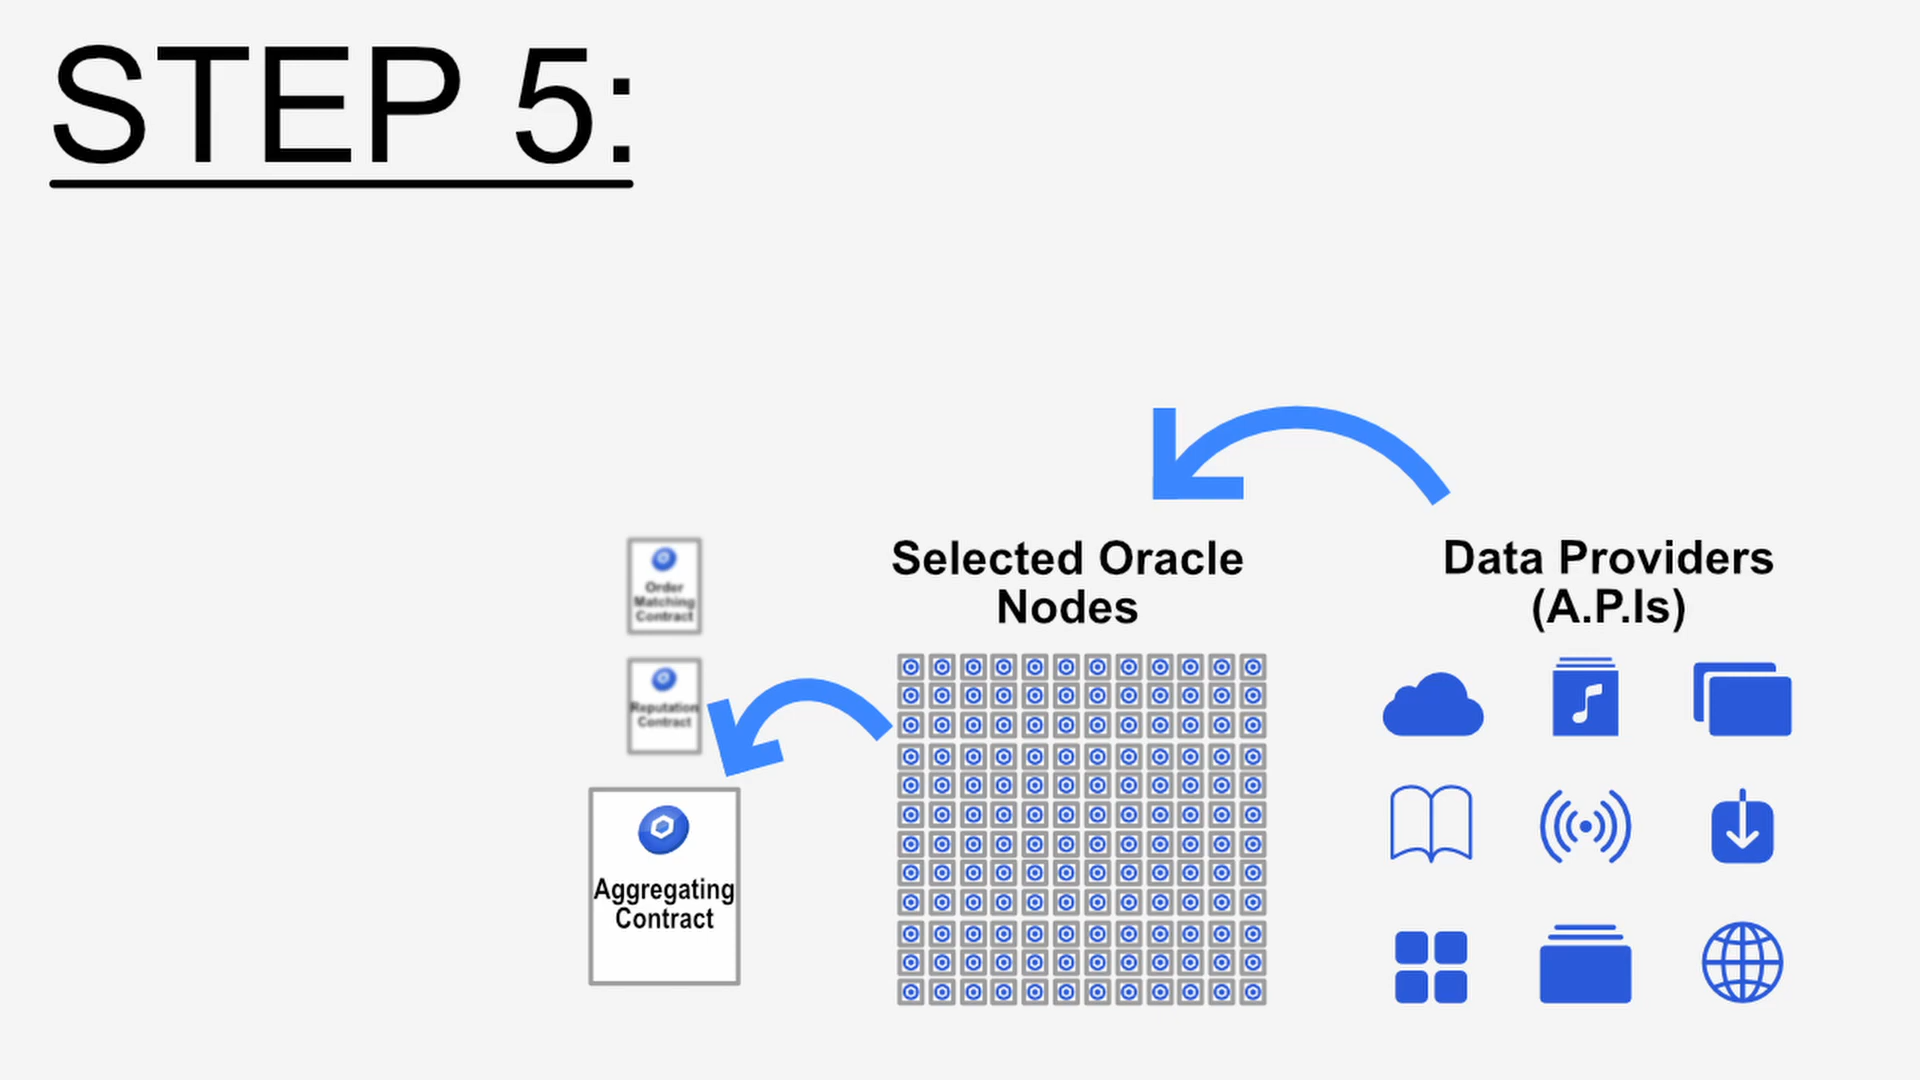 STEP 5:
Selected Oracle
Nodes
Data Providers
(A.P.Is)
Order
Matching
Contract
Reputation
Contract
Aggregating
Contract